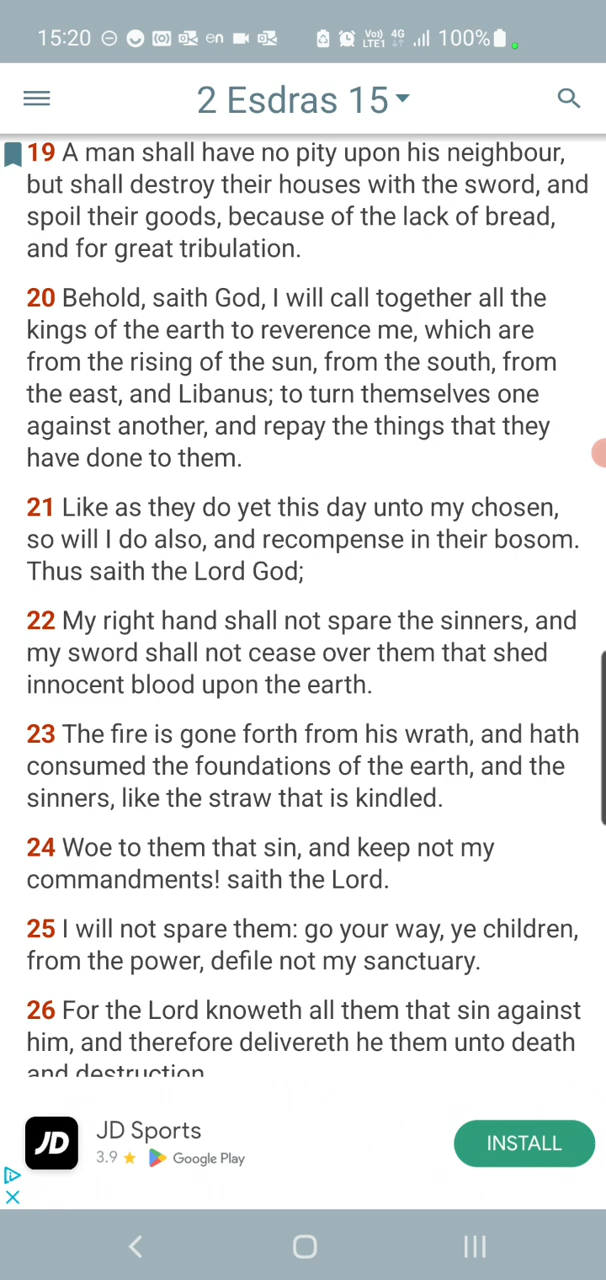 15:20 en Vo)) LTE1 4G 100%
2 Esdras 15
19 A man shall have no pity upon his neighbour,
but shall destroy their houses with the sword, and
spoil their goods, because of the lack of bread,
and for great tribulation.
20 Behold, saith God, I will call together all the
kings of the earth to reverence me, which are
from the rising of the sun, from the south, from
the east, and Libanus; to turn themselves one
against another, and repay the things that they
have done to them.
21 Like as they do yet this day unto my chosen,
so will I do also, and recompense in their bosom.
Thus saith the Lord God;
22 My right hand shall not spare the sinners, and
my sword shall not cease over them that shed
innocent blood upon the earth.
23 The fire is gone forth from his wrath, and hath
consumed the foundations of the earth, and the
sinners, like the straw that is kindled.
24 Woe to them that sin, and keep not my
commandments! saith the Lord.
25 I will not spare them: go your way, ye children,
from the power, defile not my sanctuary.
26 For the Lord knoweth all them that sin against
him, and therefore delivereth he them unto death
and destruction
JD
JD Sports
3.9 ★ Google Play
INSTALL